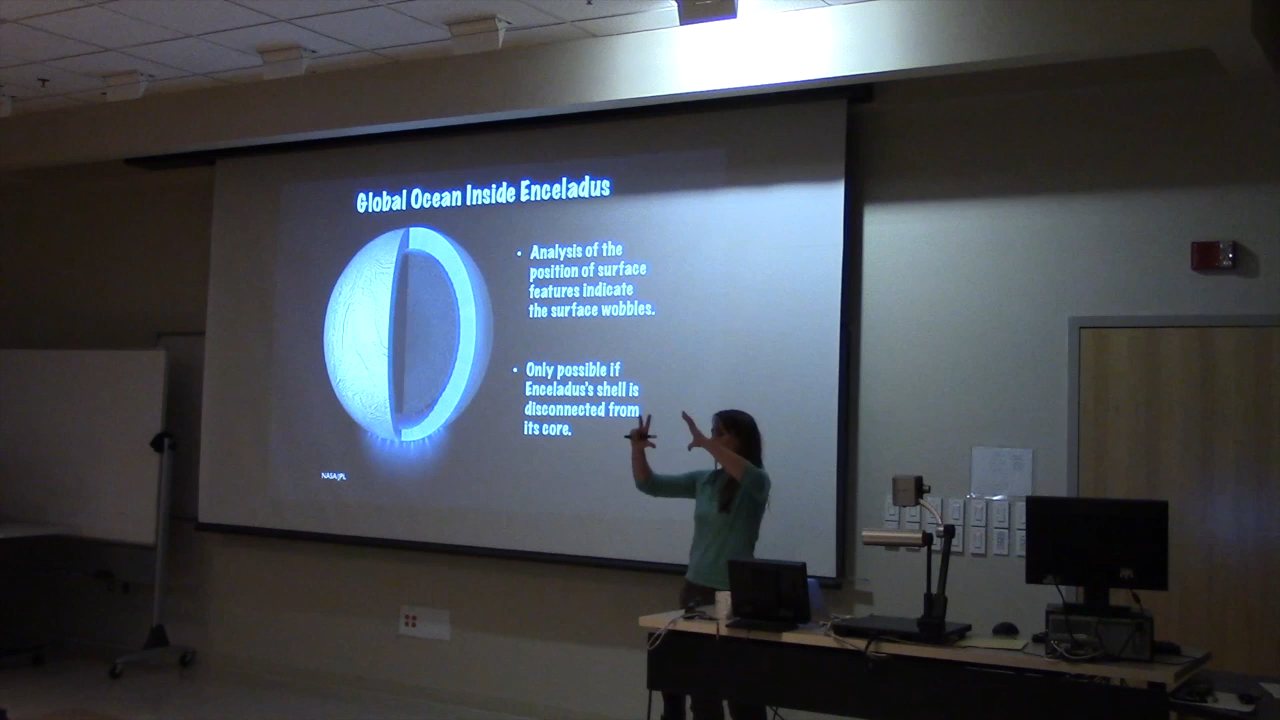 Global Ocean Inside Enceladus
• Analysis of the
position of surface
features indicate
the surface wobbles.
• Only possible if
Enceladus's shell is
disconnected from
its core.
NASA/JPL